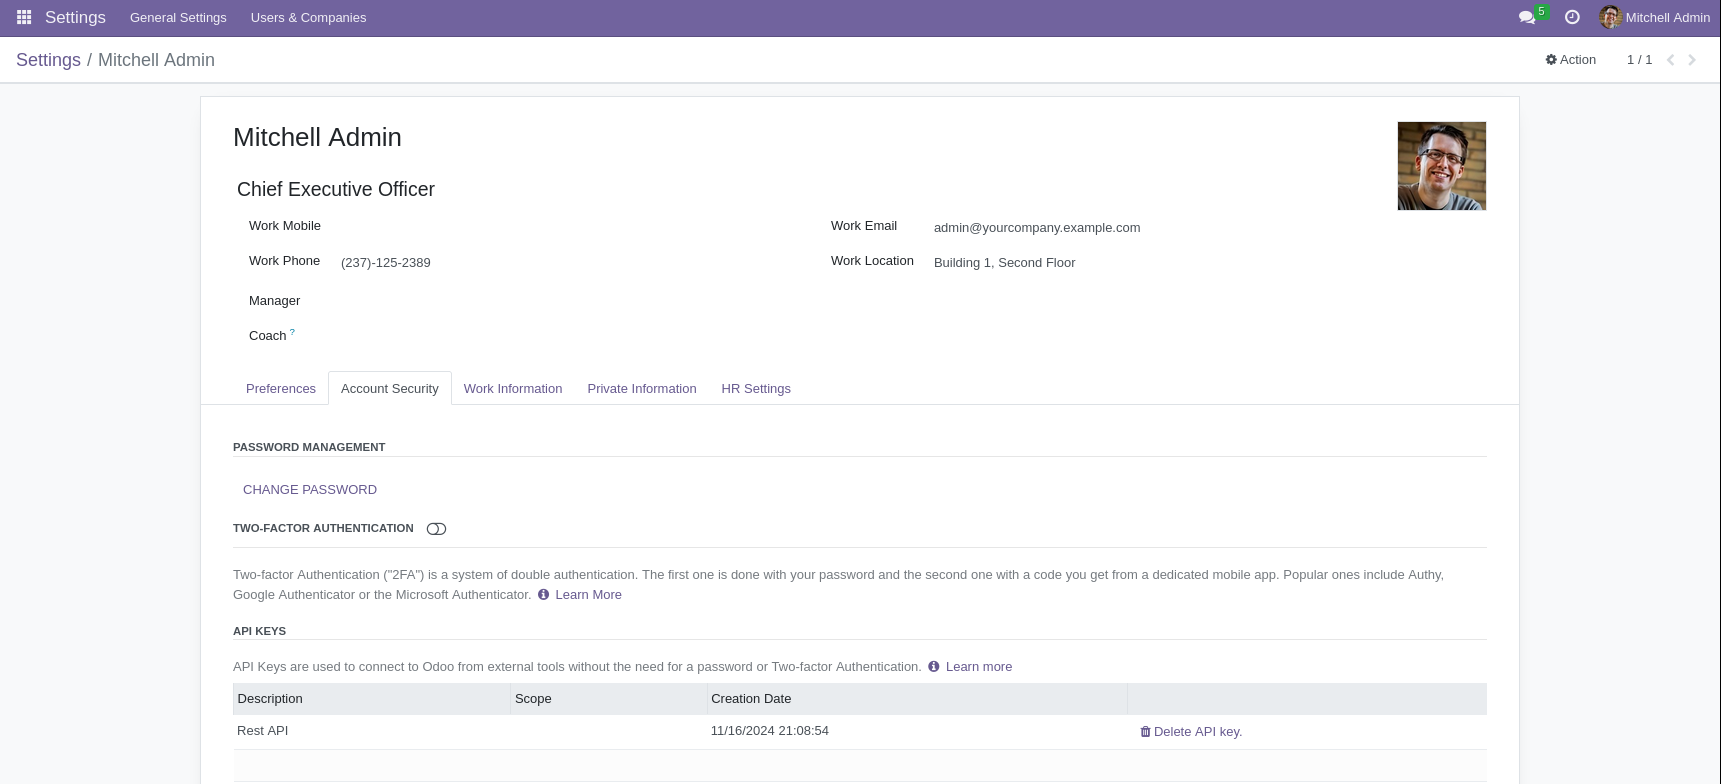 Settings General Settings Users & Companies 5 Mitchell Admin
Settings / Mitchell Admin Action 1 / 1
Mitchell Admin
Chief Executive Officer
Work Mobile Work Email admin@yourcompany.example.com
Work Phone (237)-125-2389 Work Location Building 1, Second Floor
Manager
Coach ?
Preferences Account Security Work Information Private Information HR Settings
PASSWORD MANAGEMENT
CHANGE PASSWORD
TWO-FACTOR AUTHENTICATION
Two-factor Authentication ("2FA") is a system of double authentication. The first one is done with your password and the second one with a code you get from a dedicated mobile app. Popular ones include Authy,
Google Authenticator or the Microsoft Authenticator. Learn More
API KEYS
API Keys are used to connect to Odoo from external tools without the need for a password or Two-factor Authentication. Learn more
Description Scope Creation Date
Rest API 11/16/2024 21:08:54 Delete API key.